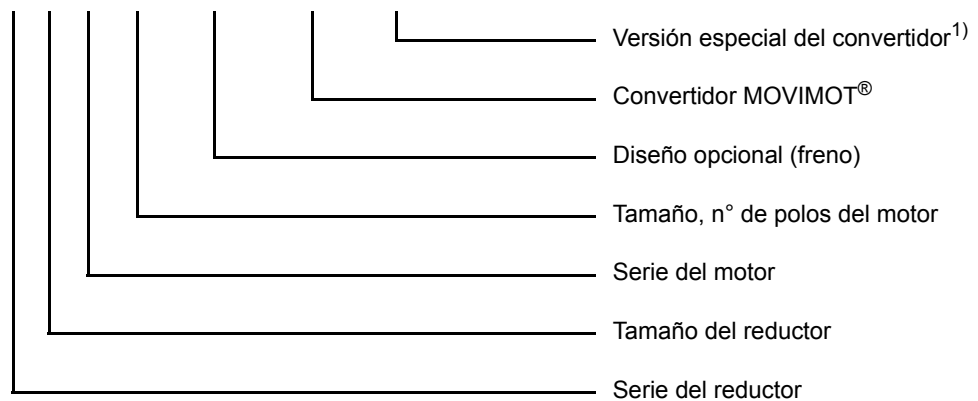 Versión especial del convertidor1)
Convertidor MOVIMOT®
Diseño opcional (freno)
Tamaño, n° de polos del motor
Serie del motor
Tamaño del reductor
Serie del reductor